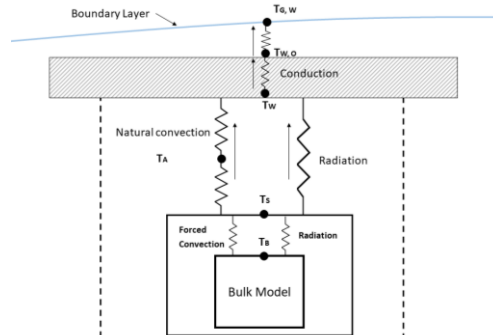 Boundary Layer
TG, W
TW, O
Conduction
TW
Natural convection
TA
Radiation
TS
Forced
Convection
Radiation
TB
Bulk Model